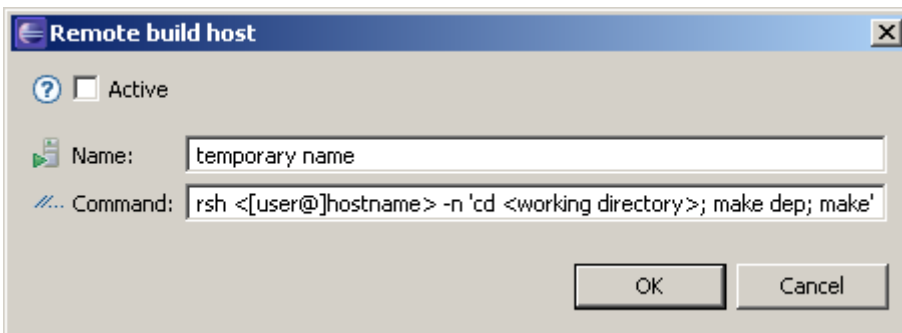 Remote build host
Active
Name: temporary name
//... Command: rsh <[user@]hostname> -n 'cd <working directory>; make dep; make'
OK Cancel